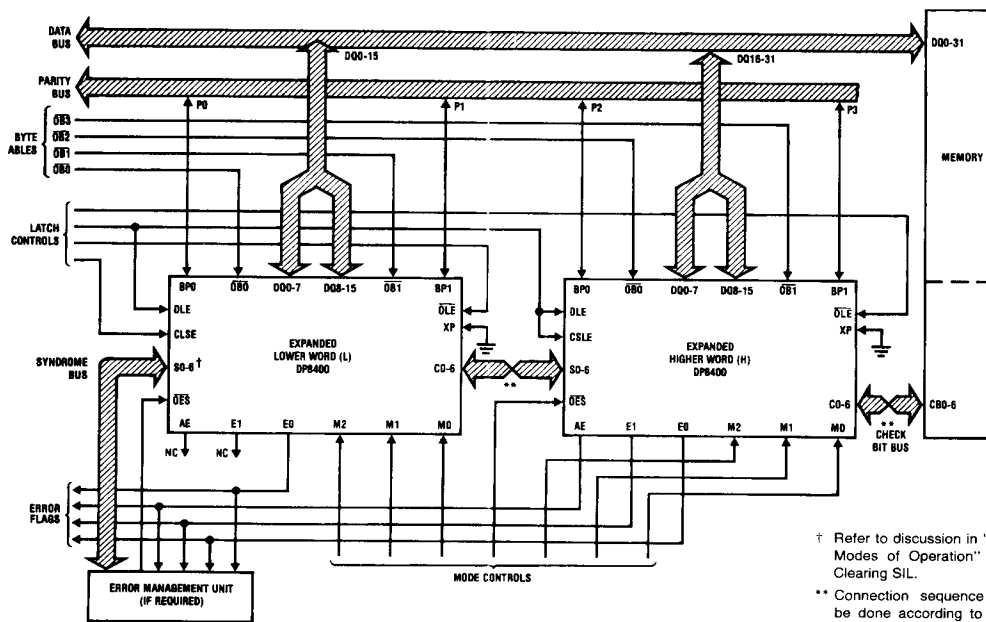 DATA
BUS
DQ0-15
DQ16-31
DQ0-31
PARITY
BUS
P0
P1
P2
P3
BYTE
ABLES
OB3
OB2
OB1
OB0
MEMORY
LATCH
CONTROLS
BP0
OB0
DQ0-7
DQ8-15
OB1
BP1
BP0
OB0
DQ0-7
DQ8-15
OB1
BP1
DLE
OLE
DLE
OLE
CLSE
XP
CSLE
XP
EXPANDED
LOWER WORD (L)
DP8400
EXPANDED
HIGHER WORD (H)
DP8400
SYNDROME
BUS
SO-6 †
CO-6
**
SO-6
CO-6
CBO-6
OES
OES
**
CHECK
BIT BUS
AE
E1
E0
M2
M1
M0
AE
E1
E0
M2
M1
M0
NC
NC
ERROR
FLAGS
MODE CONTROLS
ERROR MANAGEMENT UNIT
(IF REQUIRED)
† Refer to discussion in "
Modes of Operation"
Clearing SIL.
** Connection sequence
be done according to